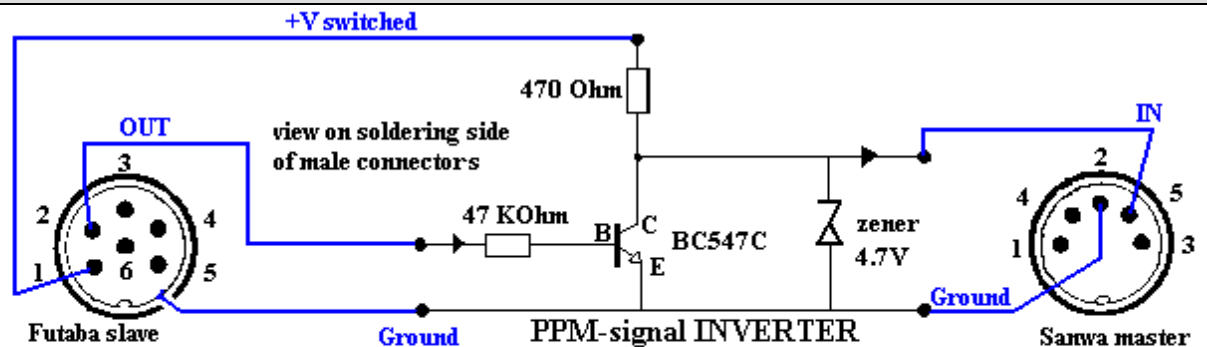 +V switched
470 Ohm
OUT
view on soldering side
of male connectors
IN
3
2
2
4
4
5
47 KOhm
B
C
BC547C
zener
4.7V
1
6
5
E
1
3
Ground
Futaba slave
Ground
PPM-signal INVERTER
Sanwa master